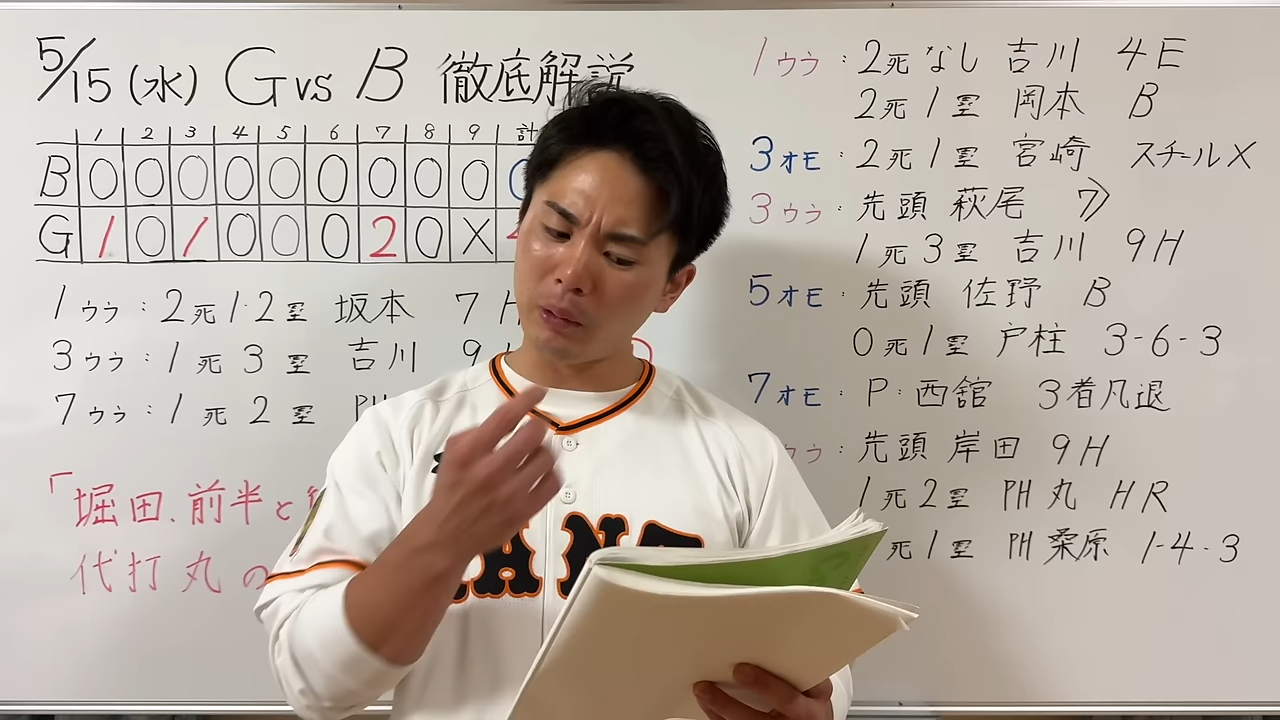 5/15(水) G vs B 徹底解説
1 2 3 4 5 6 7 8 9 計
B 0 0 0 0 0 0 0 0 0
G 1 0 1 0 0 0 2 0 X
1ウラ:2死1・2塁 坂本 7H
3ウラ:1死3塁 吉川 9H
7ウラ:1死2塁 PH
「堀田、前半と
代打丸の
1ウラ:2死なし 吉川 4E
2死1塁 岡本 B
3オモ:2死1塁 宮崎 スチールX
3ウラ:先頭 萩尾 7》
1死3塁 吉川 9H
5オモ:先頭 佐野 B
0死1塁 戸柱 3-6-3
7オモ:P:西舘 3者凡退
ウラ:先頭 岸田 9H
1死2塁 PH丸 HR
死1塁 PH桑原 1-4-3